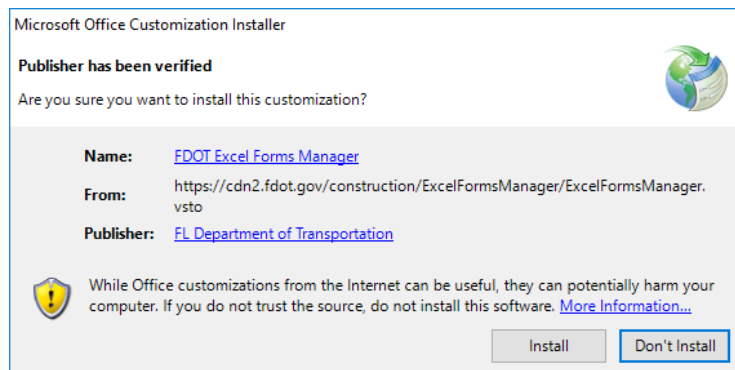 Microsoft Office Customization Installer
Publisher has been verified
Are you sure you want to install this customization?
Name: FDOT Excel Forms Manager
From: https://cdn2.fdot.gov/construction/ExcelFormsManager/ExcelFormsManager.
vsto
Publisher: FL Department of Transportation
While Office customizations from the Internet can be useful, they can potentially harm your
computer. If you do not trust the source, do not install this software. More Information...
Install Don't Install